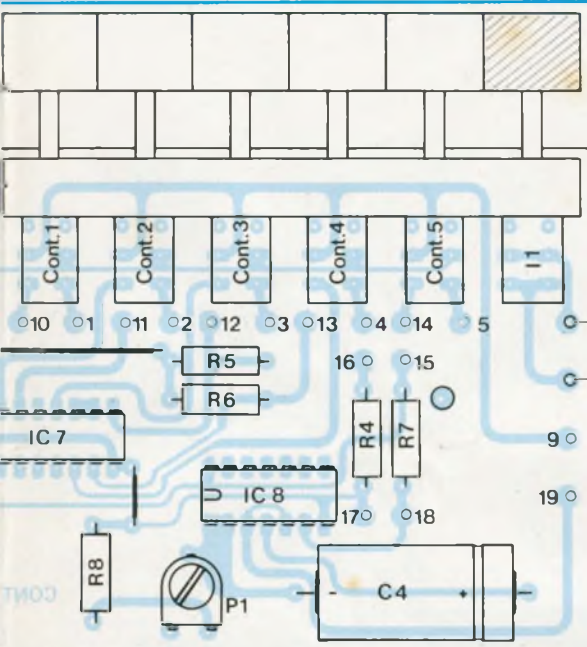 Cont.1 Cont.2 Cont.3 Cont.4 Cont.5 I1
10 1 11 2 12 3 13 4 14 5
R5 16 15
R6
IC 7 R4 R7 9
IC 8 19
17 18
R8 P1 - C4 +
CONT